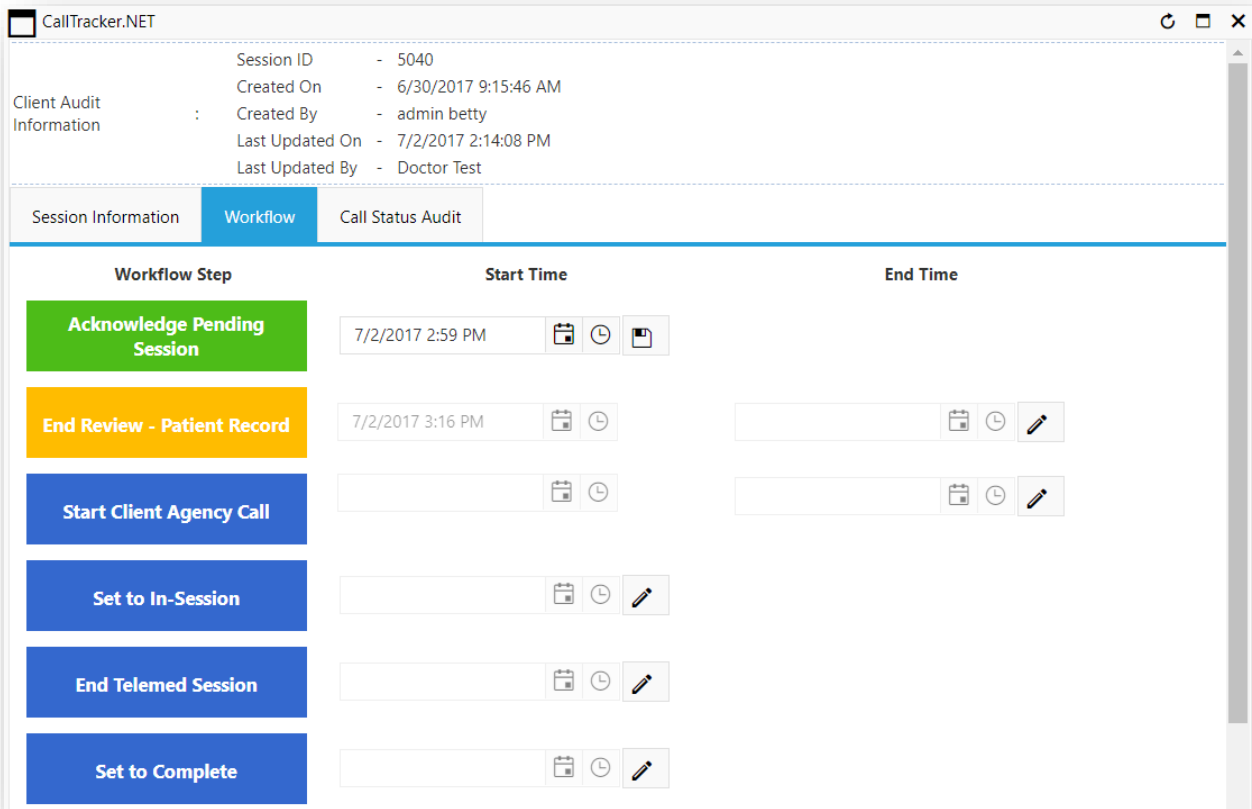 CallTracker.NET
Client Audit
Information
:
Session ID - 5040
Created On - 6/30/2017 9:15:46 AM
Created By - admin betty
Last Updated On - 7/2/2017 2:14:08 PM
Last Updated By - Doctor Test
Session Information Workflow Call Status Audit
Workflow Step Start Time End Time
Acknowledge Pending
Session
7/2/2017 2:59 PM
End Review - Patient Record 7/2/2017 3:16 PM
Start Client Agency Call
Set to In-Session
End Telemed Session
Set to Complete